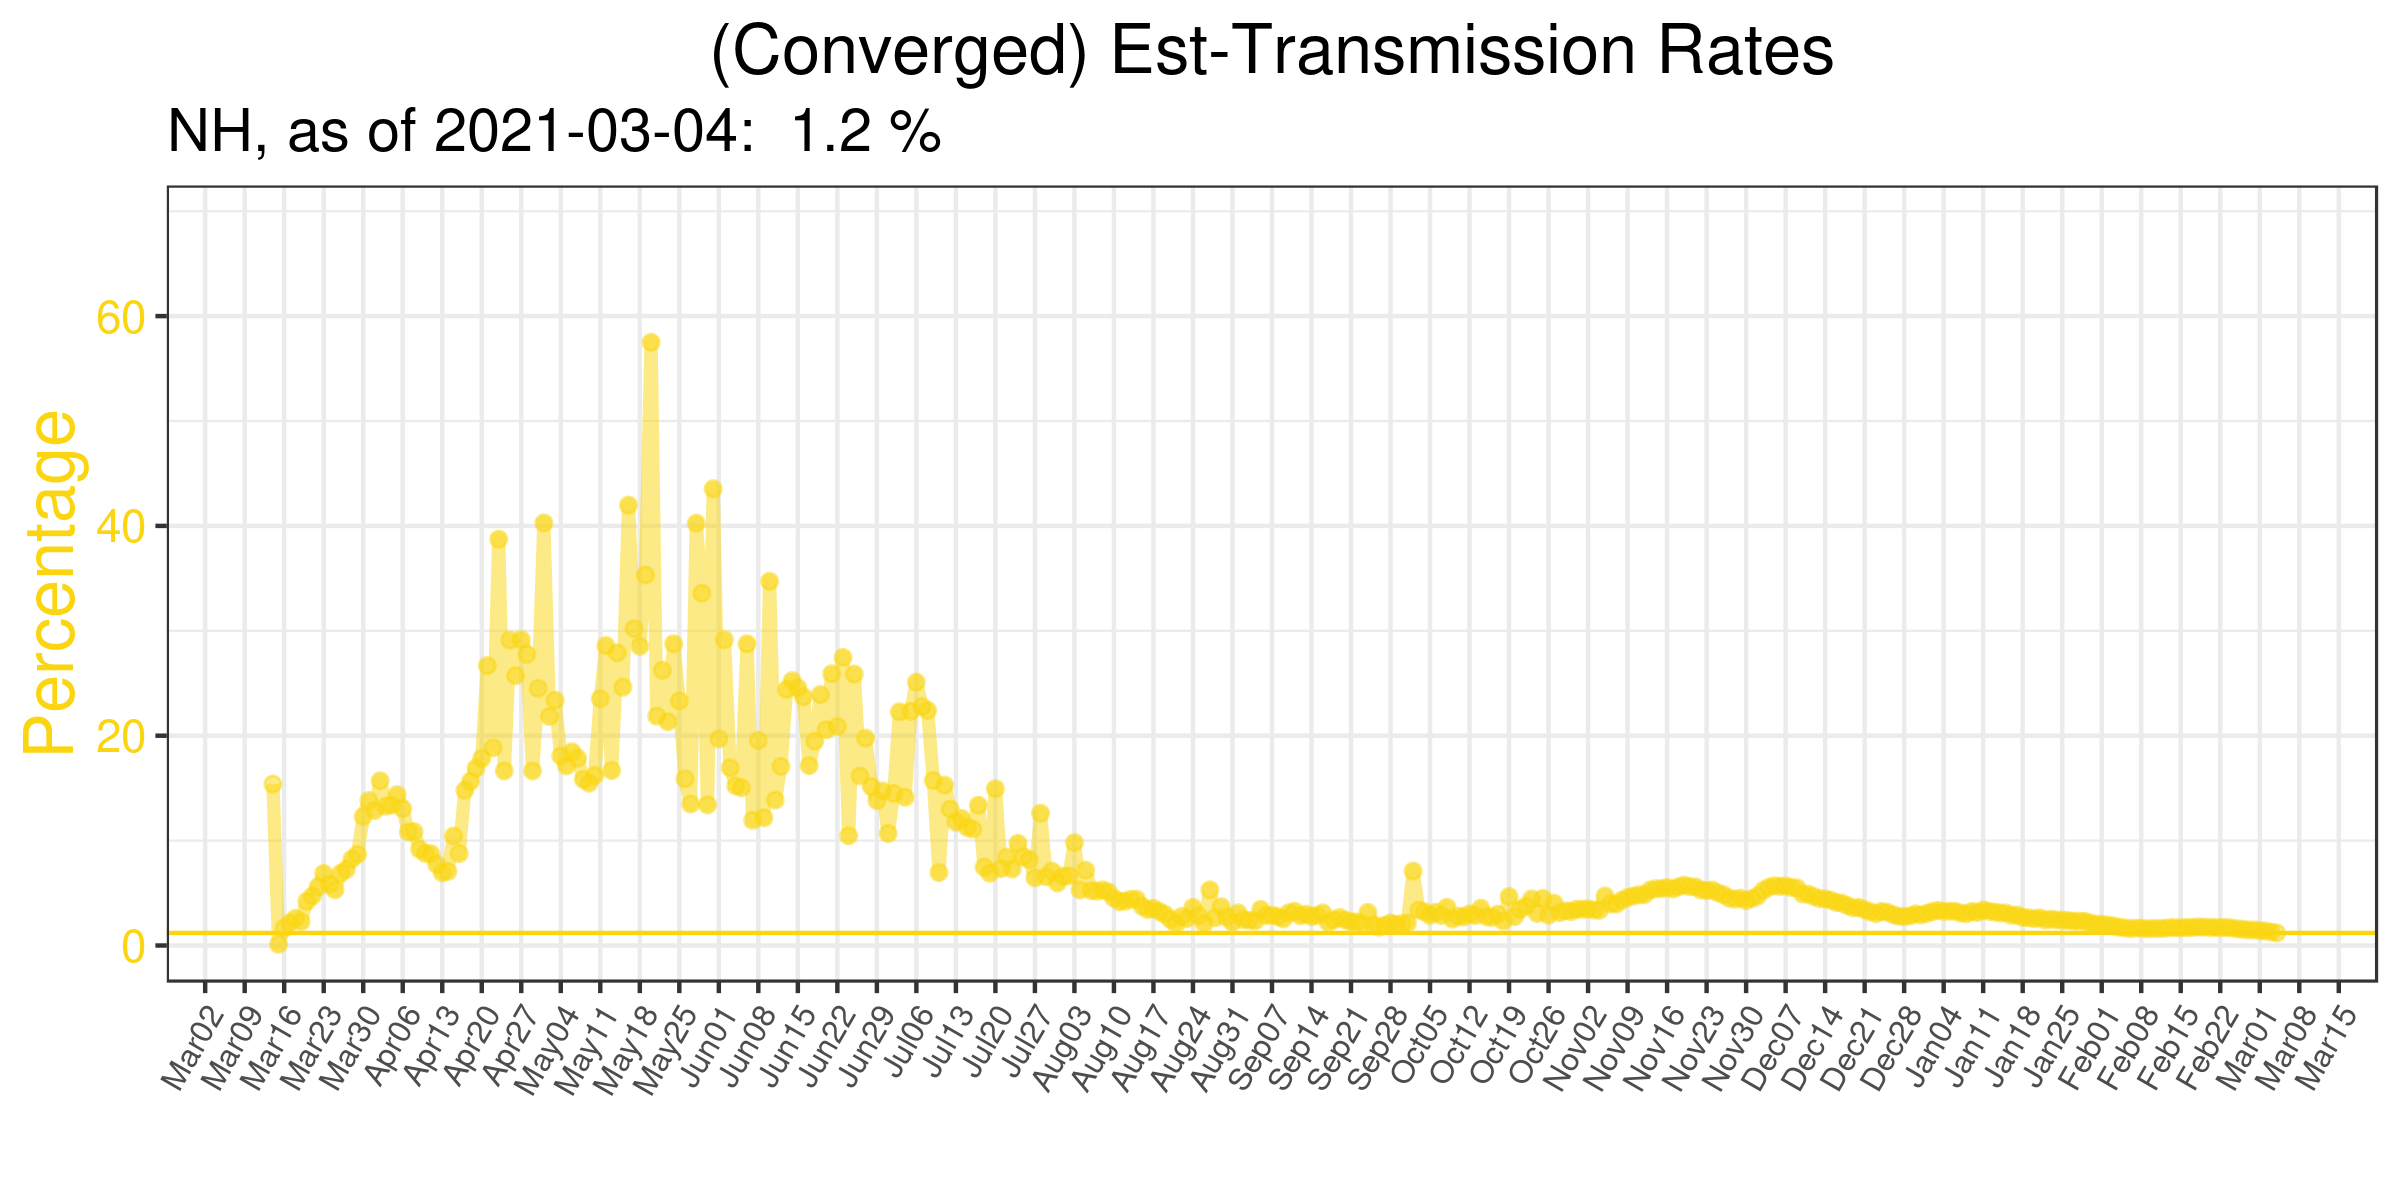 (Converged) Est-Transmission Rates
NH, as of 2021-03-04:  1.2 %
Percentage
60
40
20
0
Mar02
Mar09
Mar16
Mar23
Mar30
Apr06
Apr13
Apr20
Apr27
May04
May11
May18
May25
Jun01
Jun08
Jun15
Jun22
Jun29
Jul06
Jul13
Jul20
Jul27
Aug03
Aug10
Aug17
Aug24
Aug31
Sep07
Sep14
Sep21
Sep28
Oct05
Oct12
Oct19
Oct26
Nov02
Nov09
Nov16
Nov23
Nov30
Dec07
Dec14
Dec21
Dec28
Jan04
Jan11
Jan18
Jan25
Feb01
Feb08
Feb15
Feb22
Mar01
Mar08
Mar15